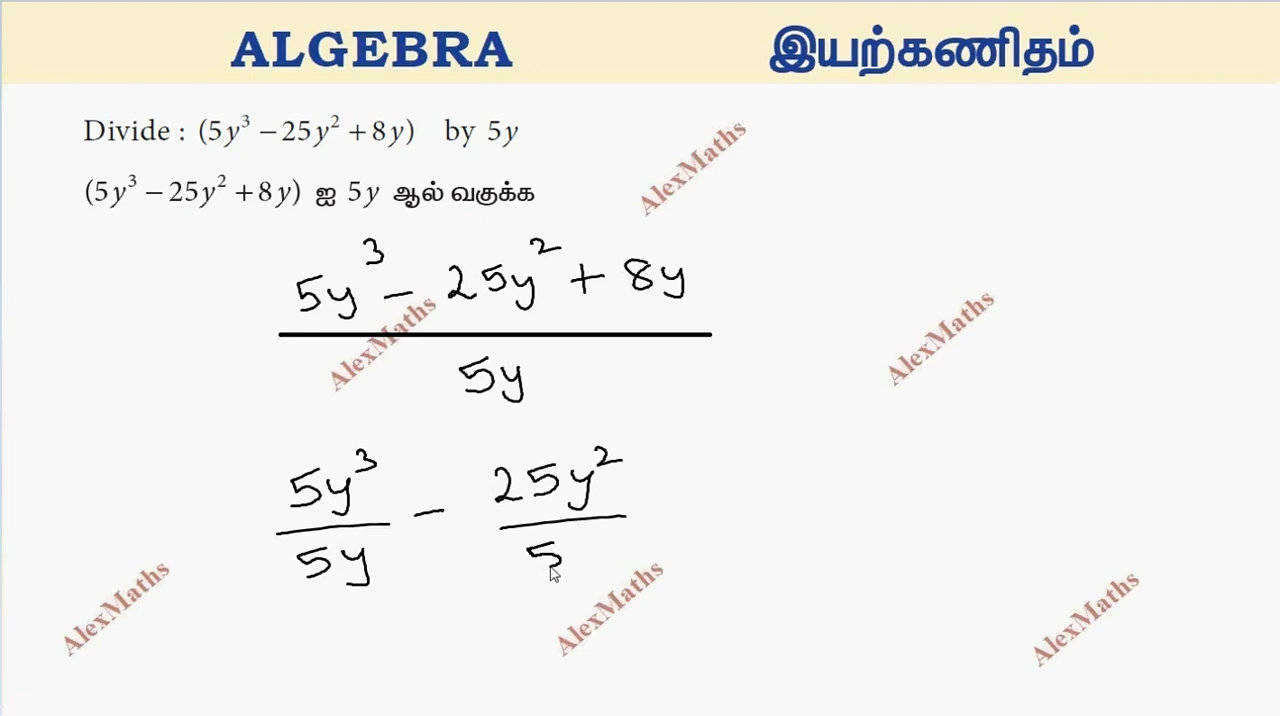 ALGEBRA இயற்கணிதம்
Divide : (5y³ − 25y² + 8y) by 5y
AlexMaths
(5y³ − 25y² + 8y) ஐ 5y ஆல் வகுக்க
5y³ − 25y² + 8y
AlexMaths
AlexMaths
5y
5y³ − 25y²
5y 5
AlexMaths
AlexMaths
AlexMaths